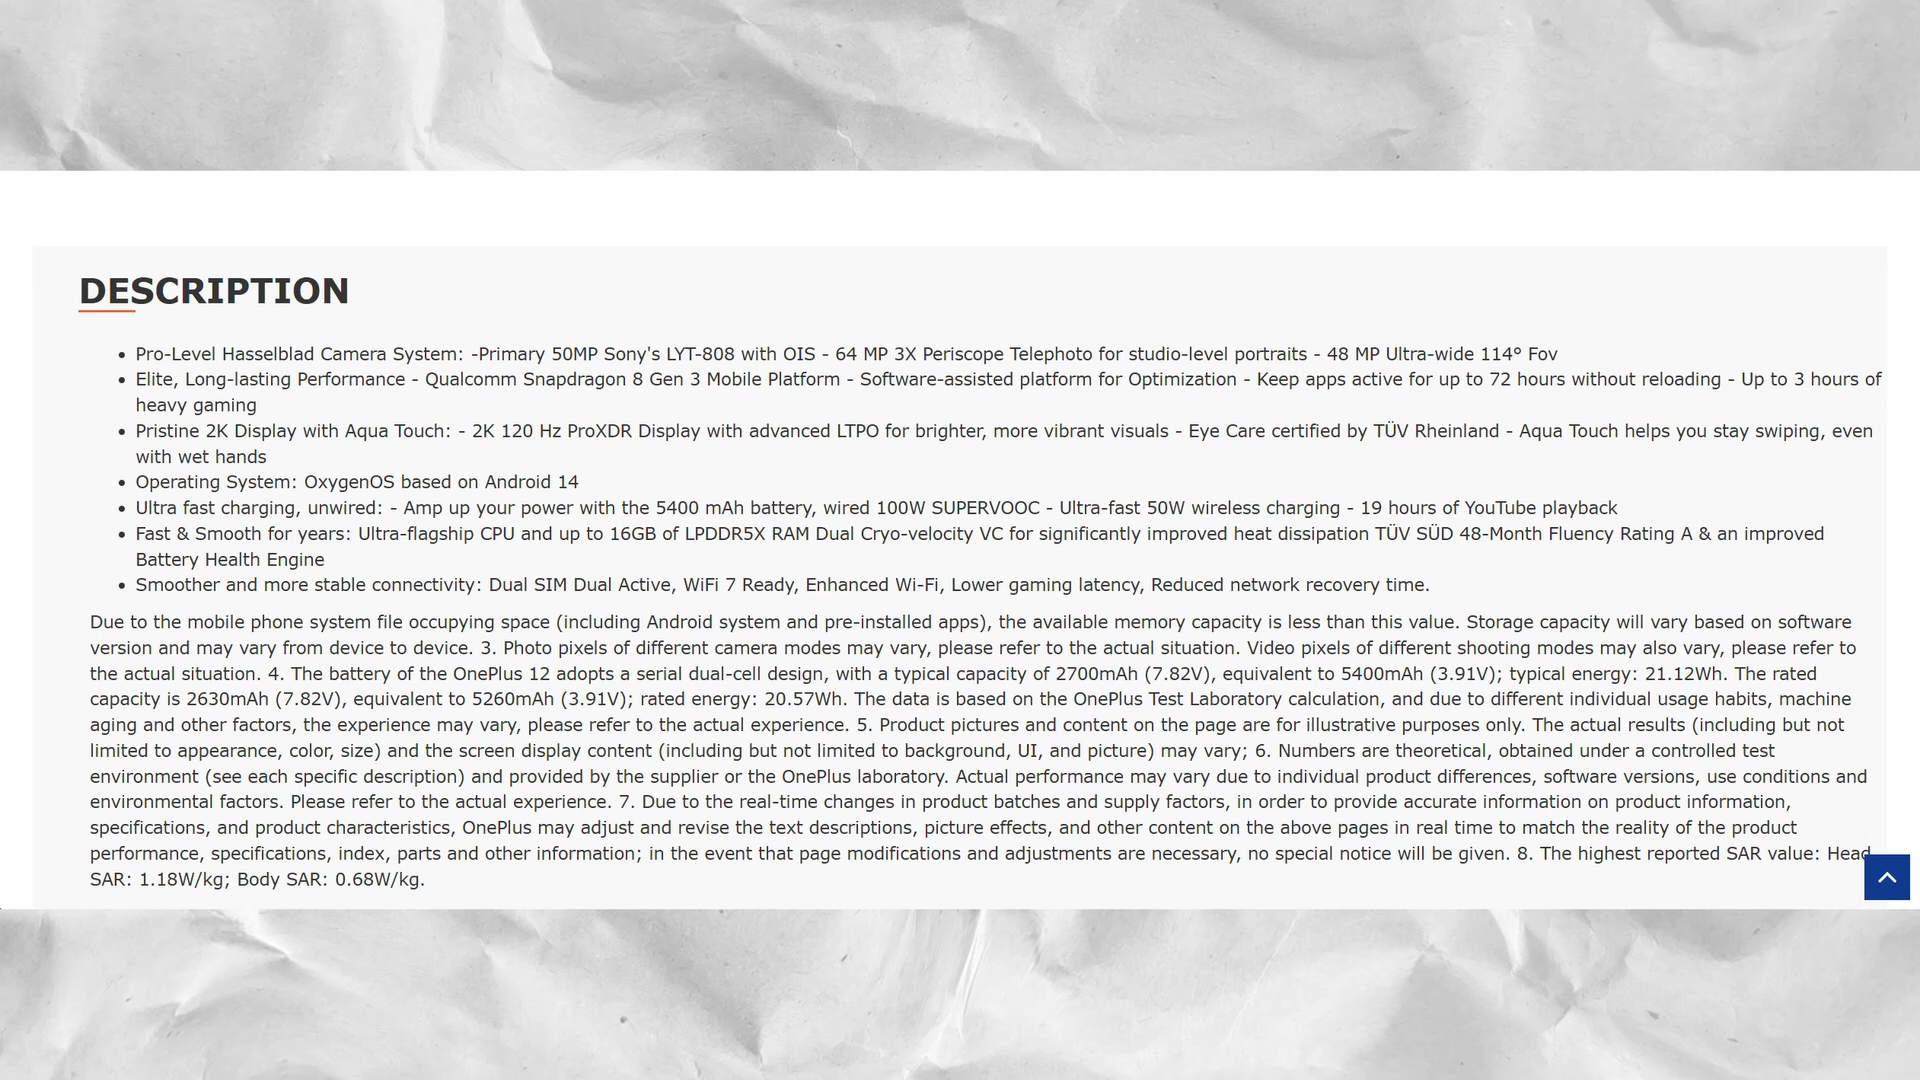 DESCRIPTION
• Pro-Level Hasselblad Camera System: -Primary 50MP Sony's LYT-808 with OIS - 64 MP 3X Periscope Telephoto for studio-level portraits - 48 MP Ultra-wide 114º Fov
• Elite, Long-lasting Performance - Qualcomm Snapdragon 8 Gen 3 Mobile Platform - Software-assisted platform for Optimization - Keep apps active for up to 72 hours without reloading - Up to 3 hours of
heavy gaming
• Pristine 2K Display with Aqua Touch: - 2K 120 Hz ProXDR Display with advanced LTPO for brighter, more vibrant visuals - Eye Care certified by TÜV Rheinland - Aqua Touch helps you stay swiping, even
with wet hands
• Operating System: OxygenOS based on Android 14
• Ultra fast charging, unwired: - Amp up your power with the 5400 mAh battery, wired 100W SUPERVOOC - Ultra-fast 50W wireless charging - 19 hours of YouTube playback
• Fast & Smooth for years: Ultra-flagship CPU and up to 16GB of LPDDR5X RAM Dual Cryo-velocity VC for significantly improved heat dissipation TÜV SÜD 48-Month Fluency Rating A & an improved
Battery Health Engine
• Smoother and more stable connectivity: Dual SIM Dual Active, WiFi 7 Ready, Enhanced Wi-Fi, Lower gaming latency, Reduced network recovery time.
Due to the mobile phone system file occupying space (including Android system and pre-installed apps), the available memory capacity is less than this value. Storage capacity will vary based on software
version and may vary from device to device. 3. Photo pixels of different camera modes may vary, please refer to the actual situation. Video pixels of different shooting modes may also vary, please refer to
the actual situation. 4. The battery of the OnePlus 12 adopts a serial dual-cell design, with a typical capacity of 2700mAh (7.82V), equivalent to 5400mAh (3.91V); typical energy: 21.12Wh. The rated
capacity is 2630mAh (7.82V), equivalent to 5260mAh (3.91V); rated energy: 20.57Wh. The data is based on the OnePlus Test Laboratory calculation, and due to different individual usage habits, machine
aging and other factors, the experience may vary, please refer to the actual experience. 5. Product pictures and content on the page are for illustrative purposes only. The actual results (including but not
limited to appearance, color, size) and the screen display content (including but not limited to background, UI, and picture) may vary; 6. Numbers are theoretical, obtained under a controlled test
environment (see each specific description) and provided by the supplier or the OnePlus laboratory. Actual performance may vary due to individual product differences, software versions, use conditions and
environmental factors. Please refer to the actual experience. 7. Due to the real-time changes in product batches and supply factors, in order to provide accurate information on product information,
specifications, and product characteristics, OnePlus may adjust and revise the text descriptions, picture effects, and other content on the above pages in real time to match the reality of the product
performance, specifications, index, parts and other information; in the event that page modifications and adjustments are necessary, no special notice will be given. 8. The highest reported SAR value: Head
SAR: 1.18W/kg; Body SAR: 0.68W/kg.